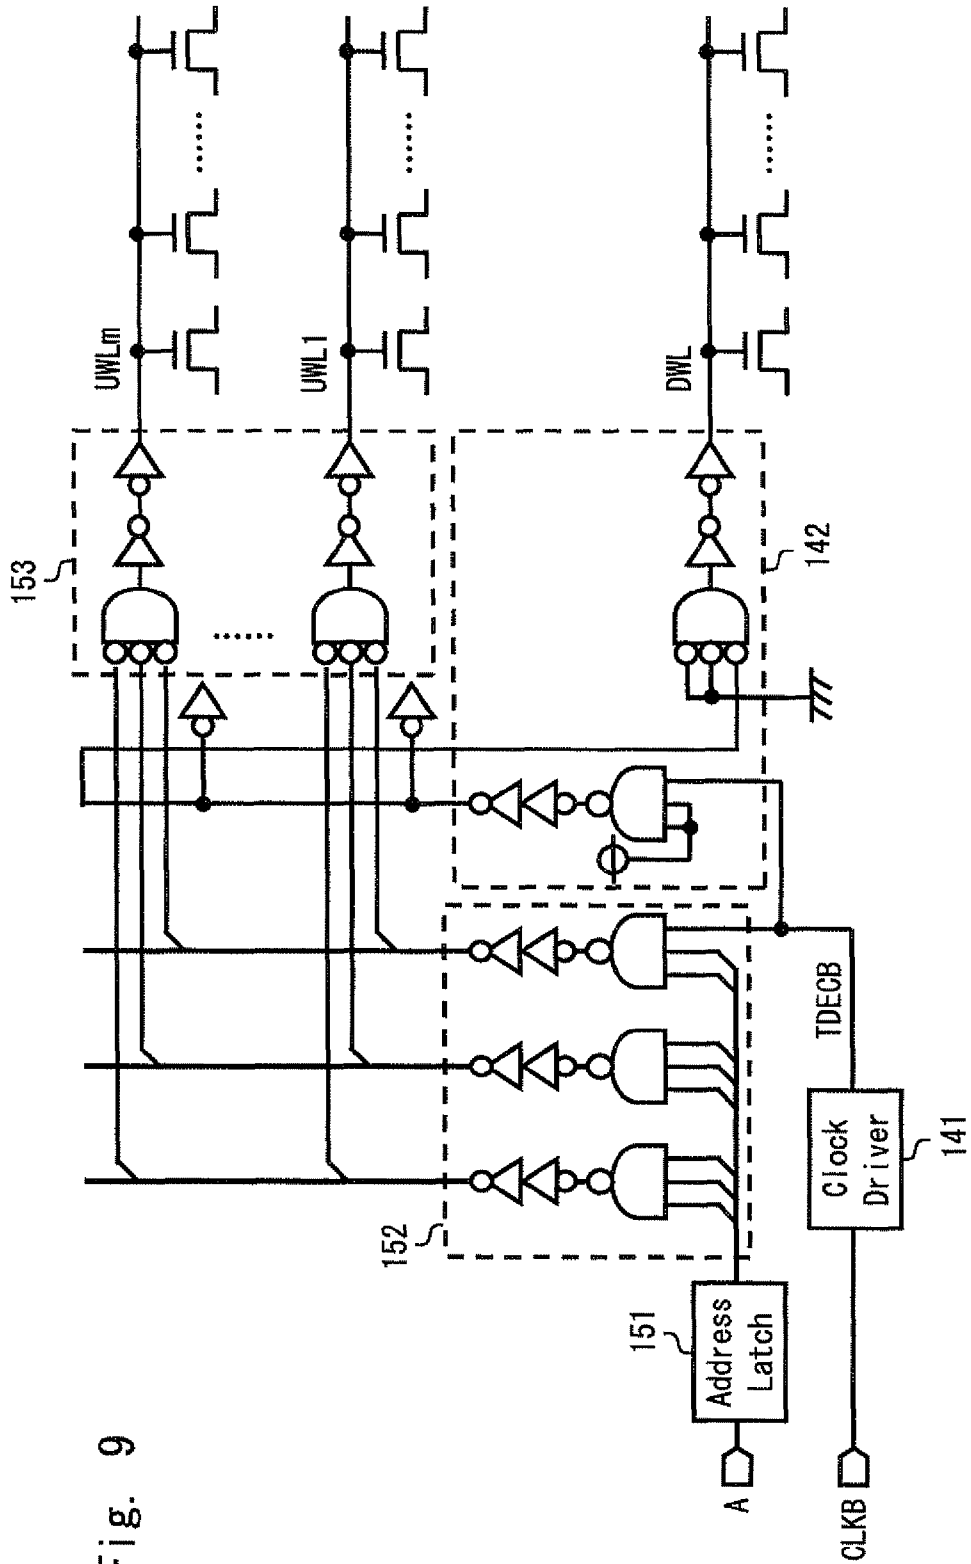 Fig. 9
153
UWLm
UWL1
DWL
142
152
151
Address
Latch
A
TDECB
Clock
Driver
141
CLKB